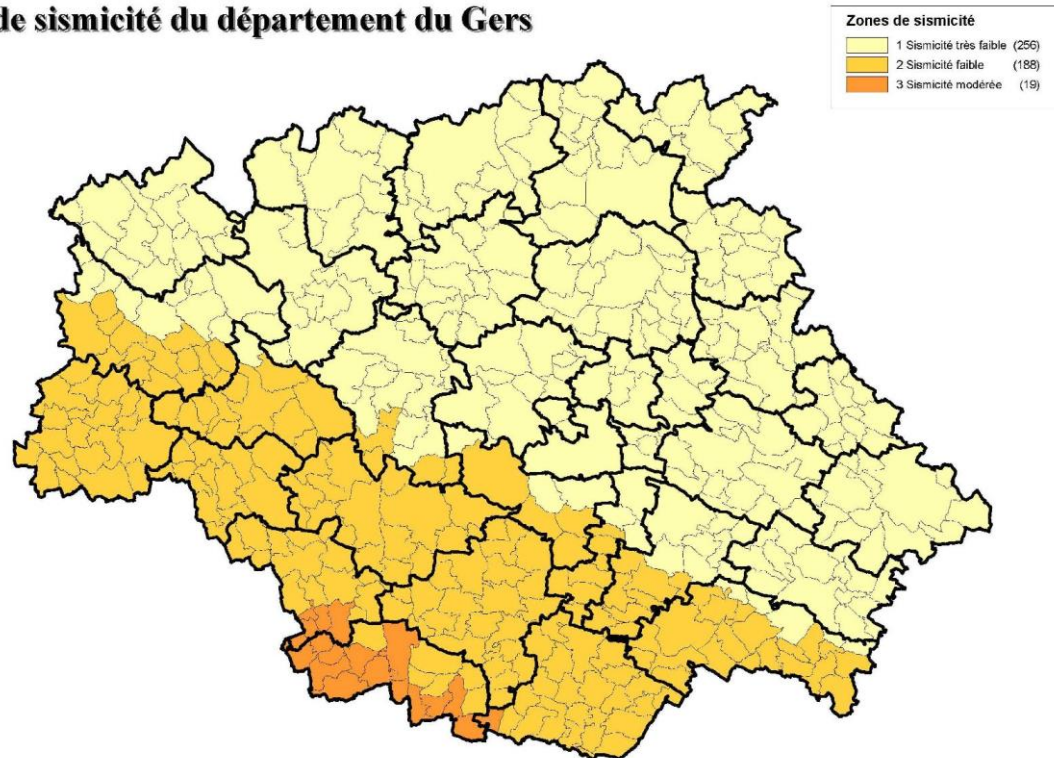 de sismicité du département du Gers
Zones de sismicité
1 Sismicité très faible (256)
2 Sismicité faible (188)
3 Sismicité modérée (19)